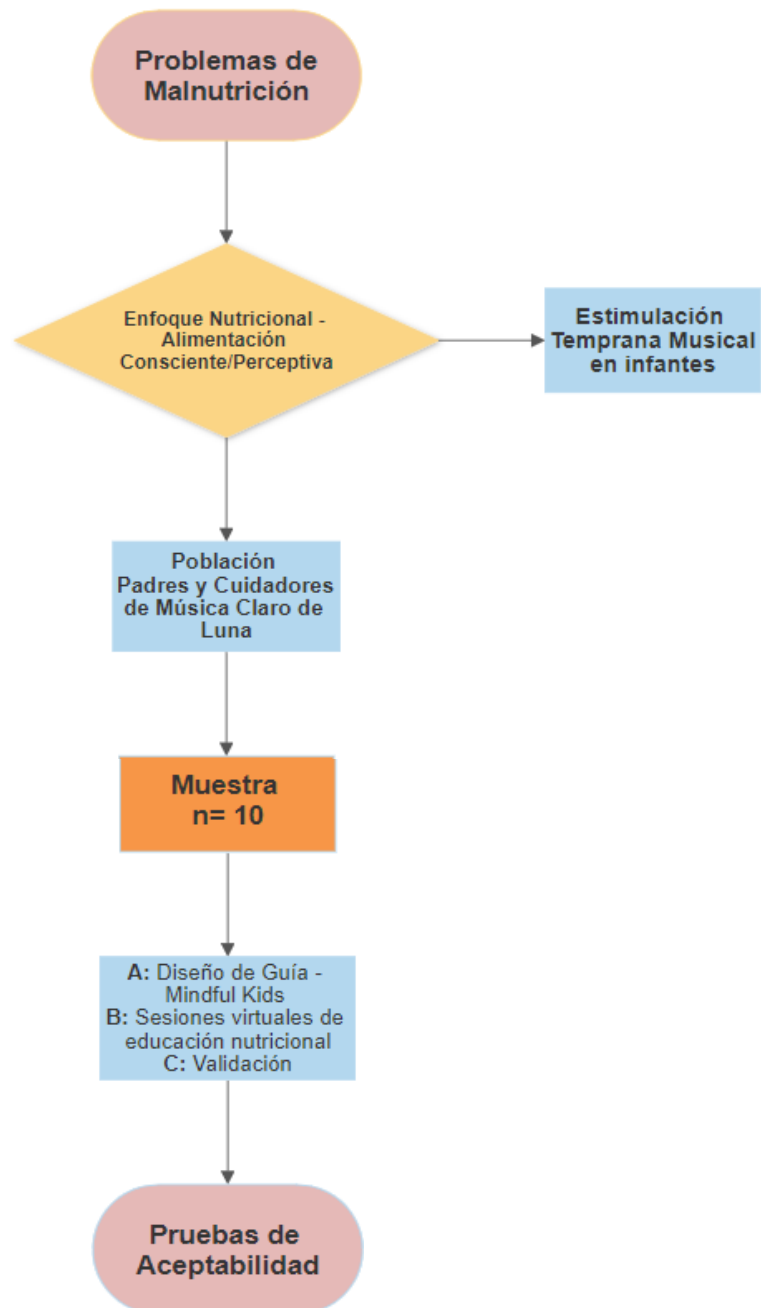 Problemas de
Malnutrición
Enfoque Nutricional -
Alimentación
Consciente/Perceptiva
Estimulación
Temprana Musical
en infantes
Población
Padres y Cuidadores
de Música Claro de
Luna
Muestra
n= 10
A: Diseño de Guía -
Mindful Kids
B: Sesiones virtuales de
educación nutricional
C: Validación
Pruebas de
Aceptabilidad